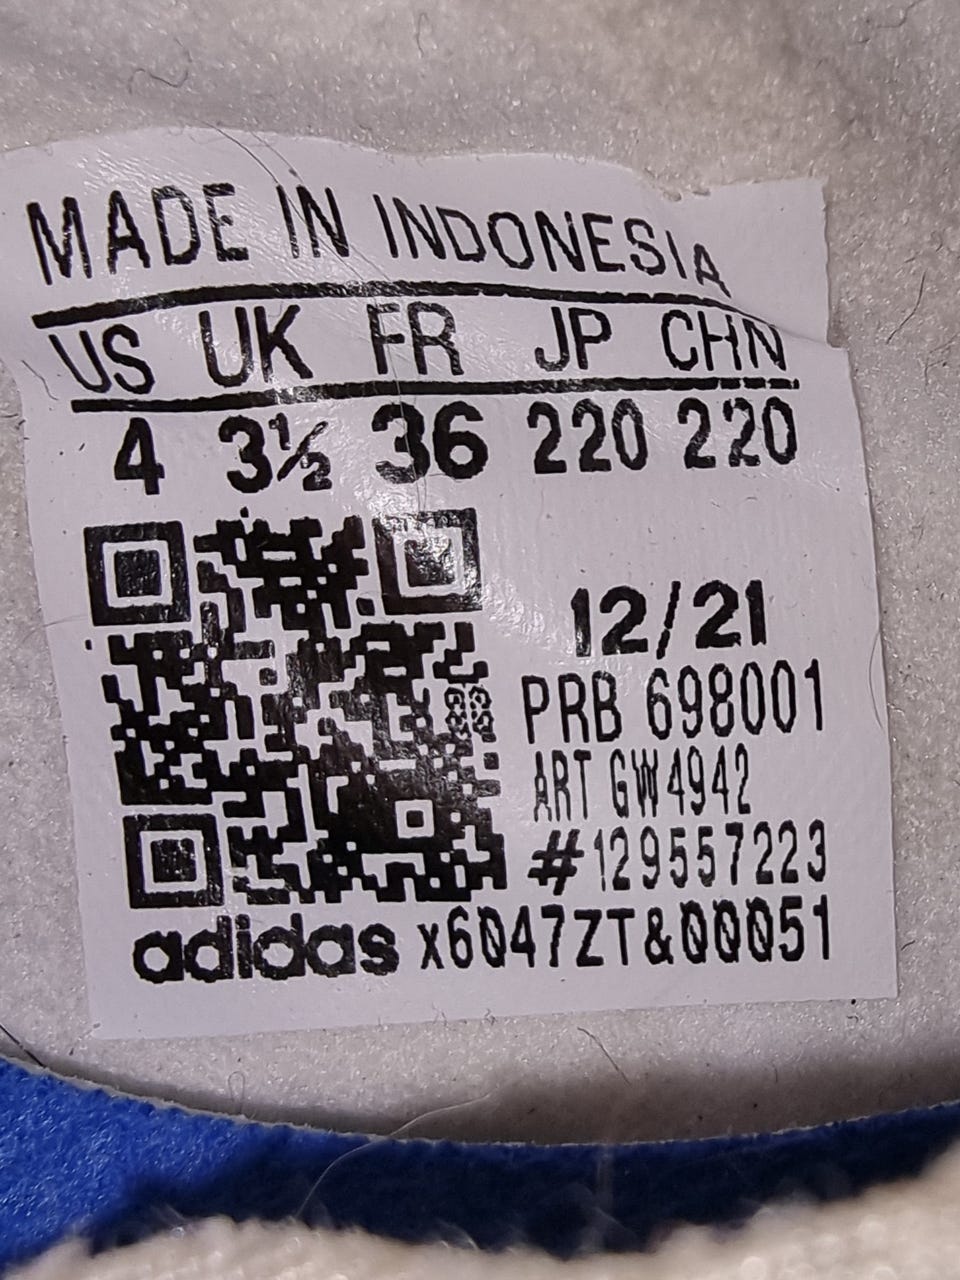 MADE IN INDONESIA
US UK FR JP CHN
4 3½ 36 220 220
12/21
PRB 698001
ART GW4942
#129557223
adidas x6047ZT&00051